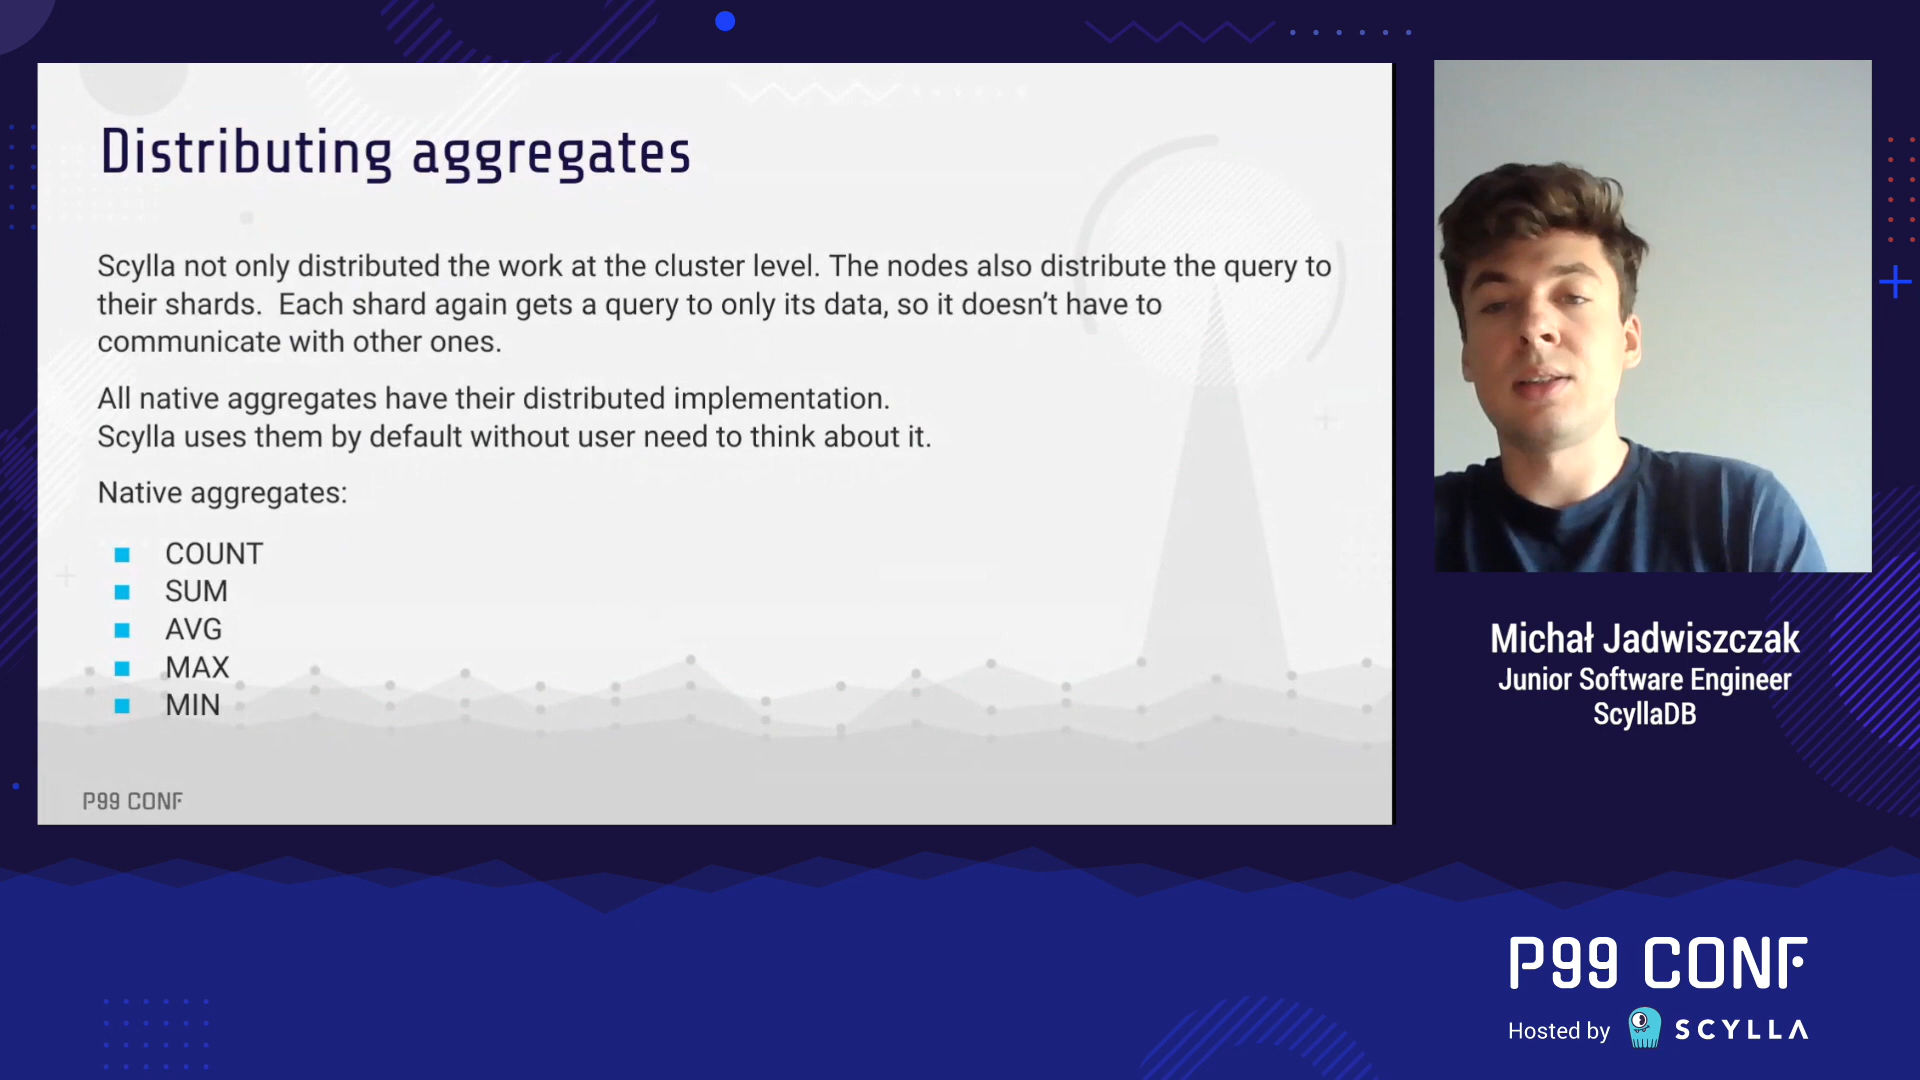 Distributing aggregates
Scylla not only distributed the work at the cluster level. The nodes also distribute the query to
their shards.  Each shard again gets a query to only its data, so it doesn’t have to
communicate with other ones.
All native aggregates have their distributed implementation.
Scylla uses them by default without user need to think about it.
Native aggregates:
COUNT
SUM
AVG
MAX
MIN
P99 CONF
Michał Jadwiszczak
Junior Software Engineer
ScyllaDB
P99 CONF
Hosted by SCYLLA